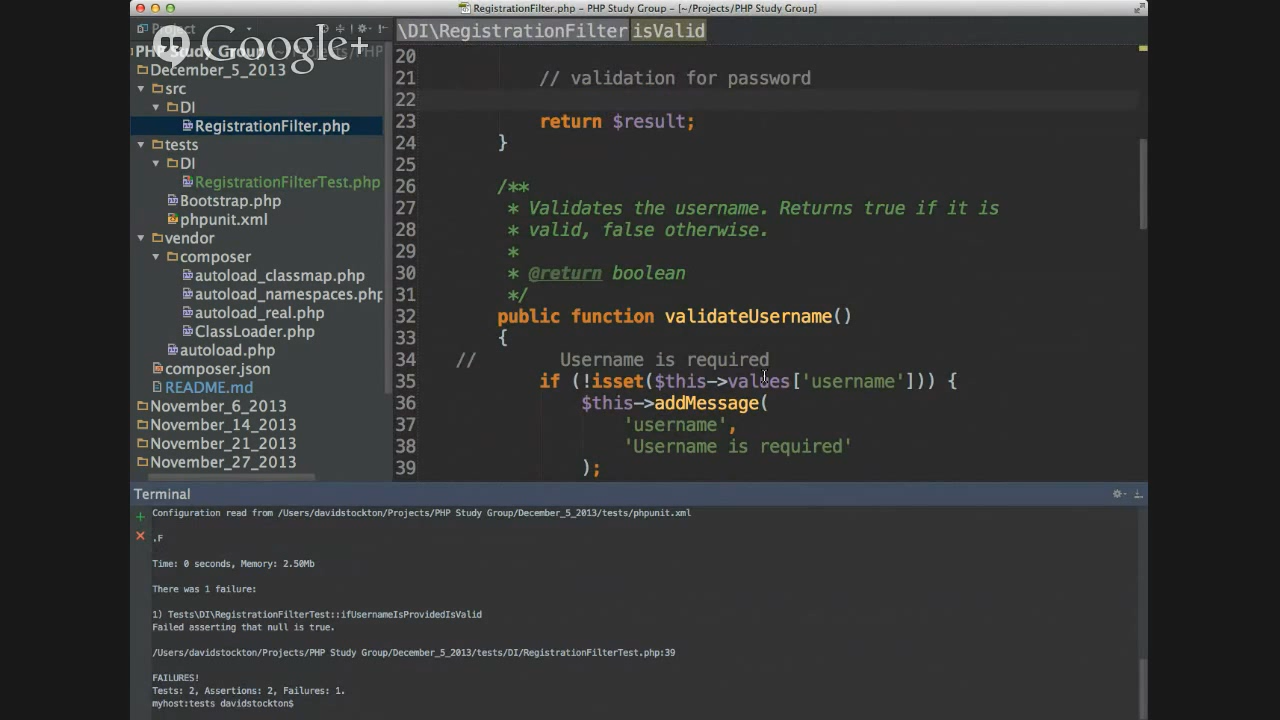 RegistrationFilter.php – PHP Study Group – [~/Projects/PHP Study Group]
Google+
Project
PHP Study Group
December_5_2013
src
DI
RegistrationFilter.php
tests
DI
RegistrationFilterTest.php
Bootstrap.php
phpunit.xml
vendor
composer
autoload_classmap.php
autoload_namespaces.php
autoload_real.php
ClassLoader.php
autoload.php
composer.json
README.md
November_6_2013
November_14_2013
November_21_2013
November_27_2013
\DI\RegistrationFilter isValid
20
21 // validation for password
22
23 return $result;
24 }
25
26 /**
27 * Validates the username. Returns true if it is
28 * valid, false otherwise.
29 *
30 * @return boolean
31 */
32 public function validateUsername()
33 {
34 // Username is required
35 if (!isset($this->values['username'])) {
36 $this->addMessage(
37 'username',
38 'Username is required'
39 );
Terminal
Configuration read from /Users/davidstockton/Projects/PHP Study Group/December_5_2013/tests/phpunit.xml
.F
Time: 0 seconds, Memory: 2.50Mb
There was 1 failure:
1) Tests\DI\RegistrationFilterTest::ifUsernameIsProvidedIsValid
Failed asserting that null is true.
/Users/davidstockton/Projects/PHP Study Group/December_5_2013/tests/DI/RegistrationFilterTest.php:39
FAILURES!
Tests: 2, Assertions: 2, Failures: 1.
myhost:tests davidstockton$